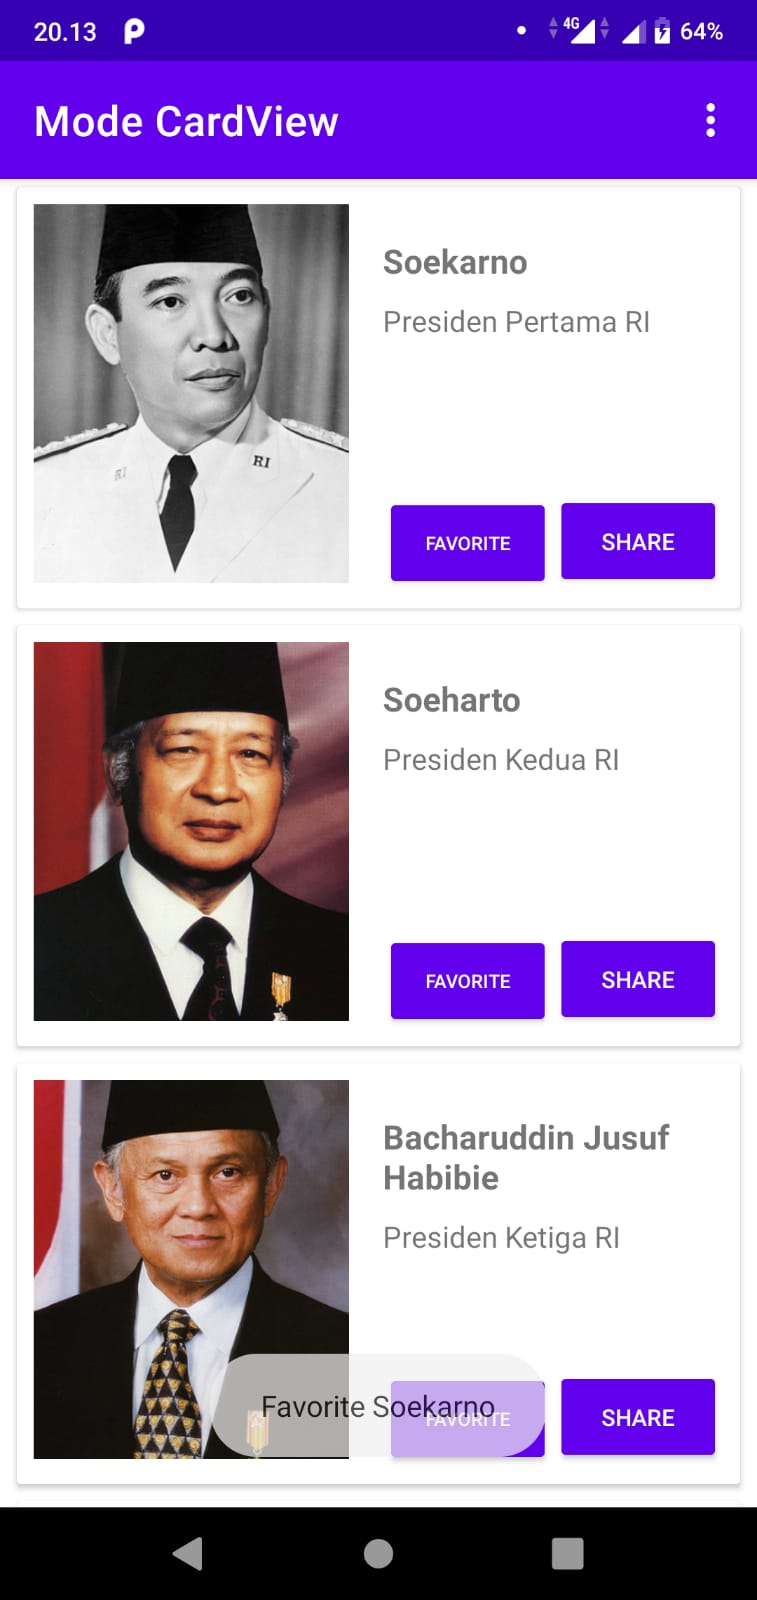 20.13
4G
64%
Mode CardView
Soekarno
Presiden Pertama RI
RI
RI
FAVORITE
SHARE
Soeharto
Presiden Kedua RI
FAVORITE
SHARE
Bacharuddin Jusuf
Habibie
Presiden Ketiga RI
Favorite Soekarno
FAVORITE
SHARE